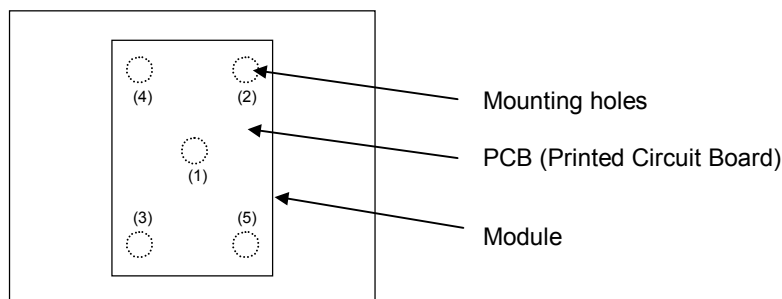 (4)
(2)
Mounting holes
(1)
PCB (Printed Circuit Board)
(3)
(5)
Module